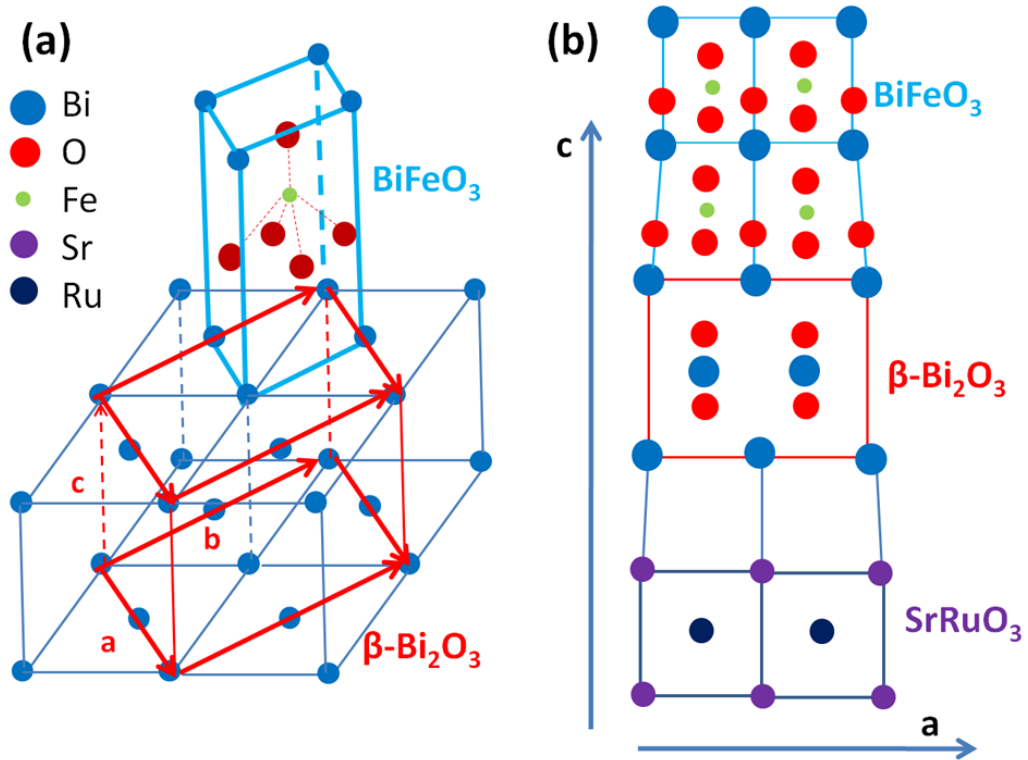 (a)
Bi
O
Fe
Sr
Ru
BiFeO₃
c
b
a
β-Bi₂O₃
(b)
BiFeO₃
c
β-Bi₂O₃
SrRuO₃
a